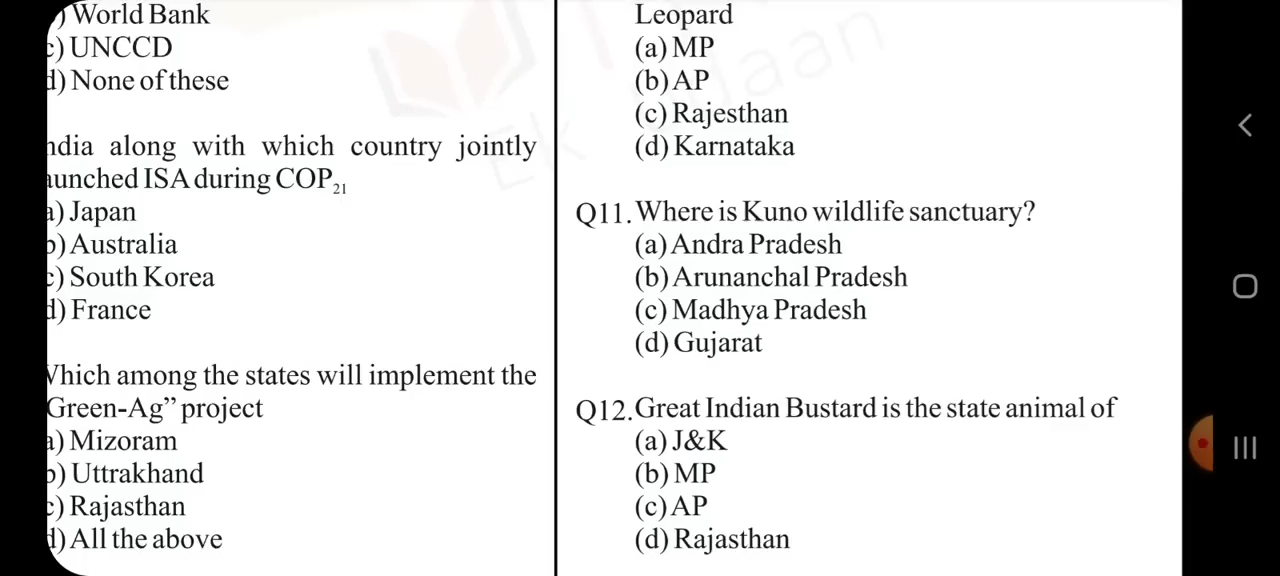 World Bank
c) UNCCD
d) None of these
ndia along with which country jointly
aunched ISA during COP21
a) Japan
b) Australia
c) South Korea
d) France
Vhich among the states will implement the
Green-Ag” project
a) Mizoram
b) Uttrakhand
c) Rajasthan
d) All the above
Leopard
(a) MP
(b) AP
(c) Rajesthan
(d) Karnataka
Q11. Where is Kuno wildlife sanctuary?
(a) Andra Pradesh
(b) Arunanchal Pradesh
(c) Madhya Pradesh
(d) Gujarat
Q12. Great Indian Bustard is the state animal of
(a) J&K
(b) MP
(c) AP
(d) Rajasthan